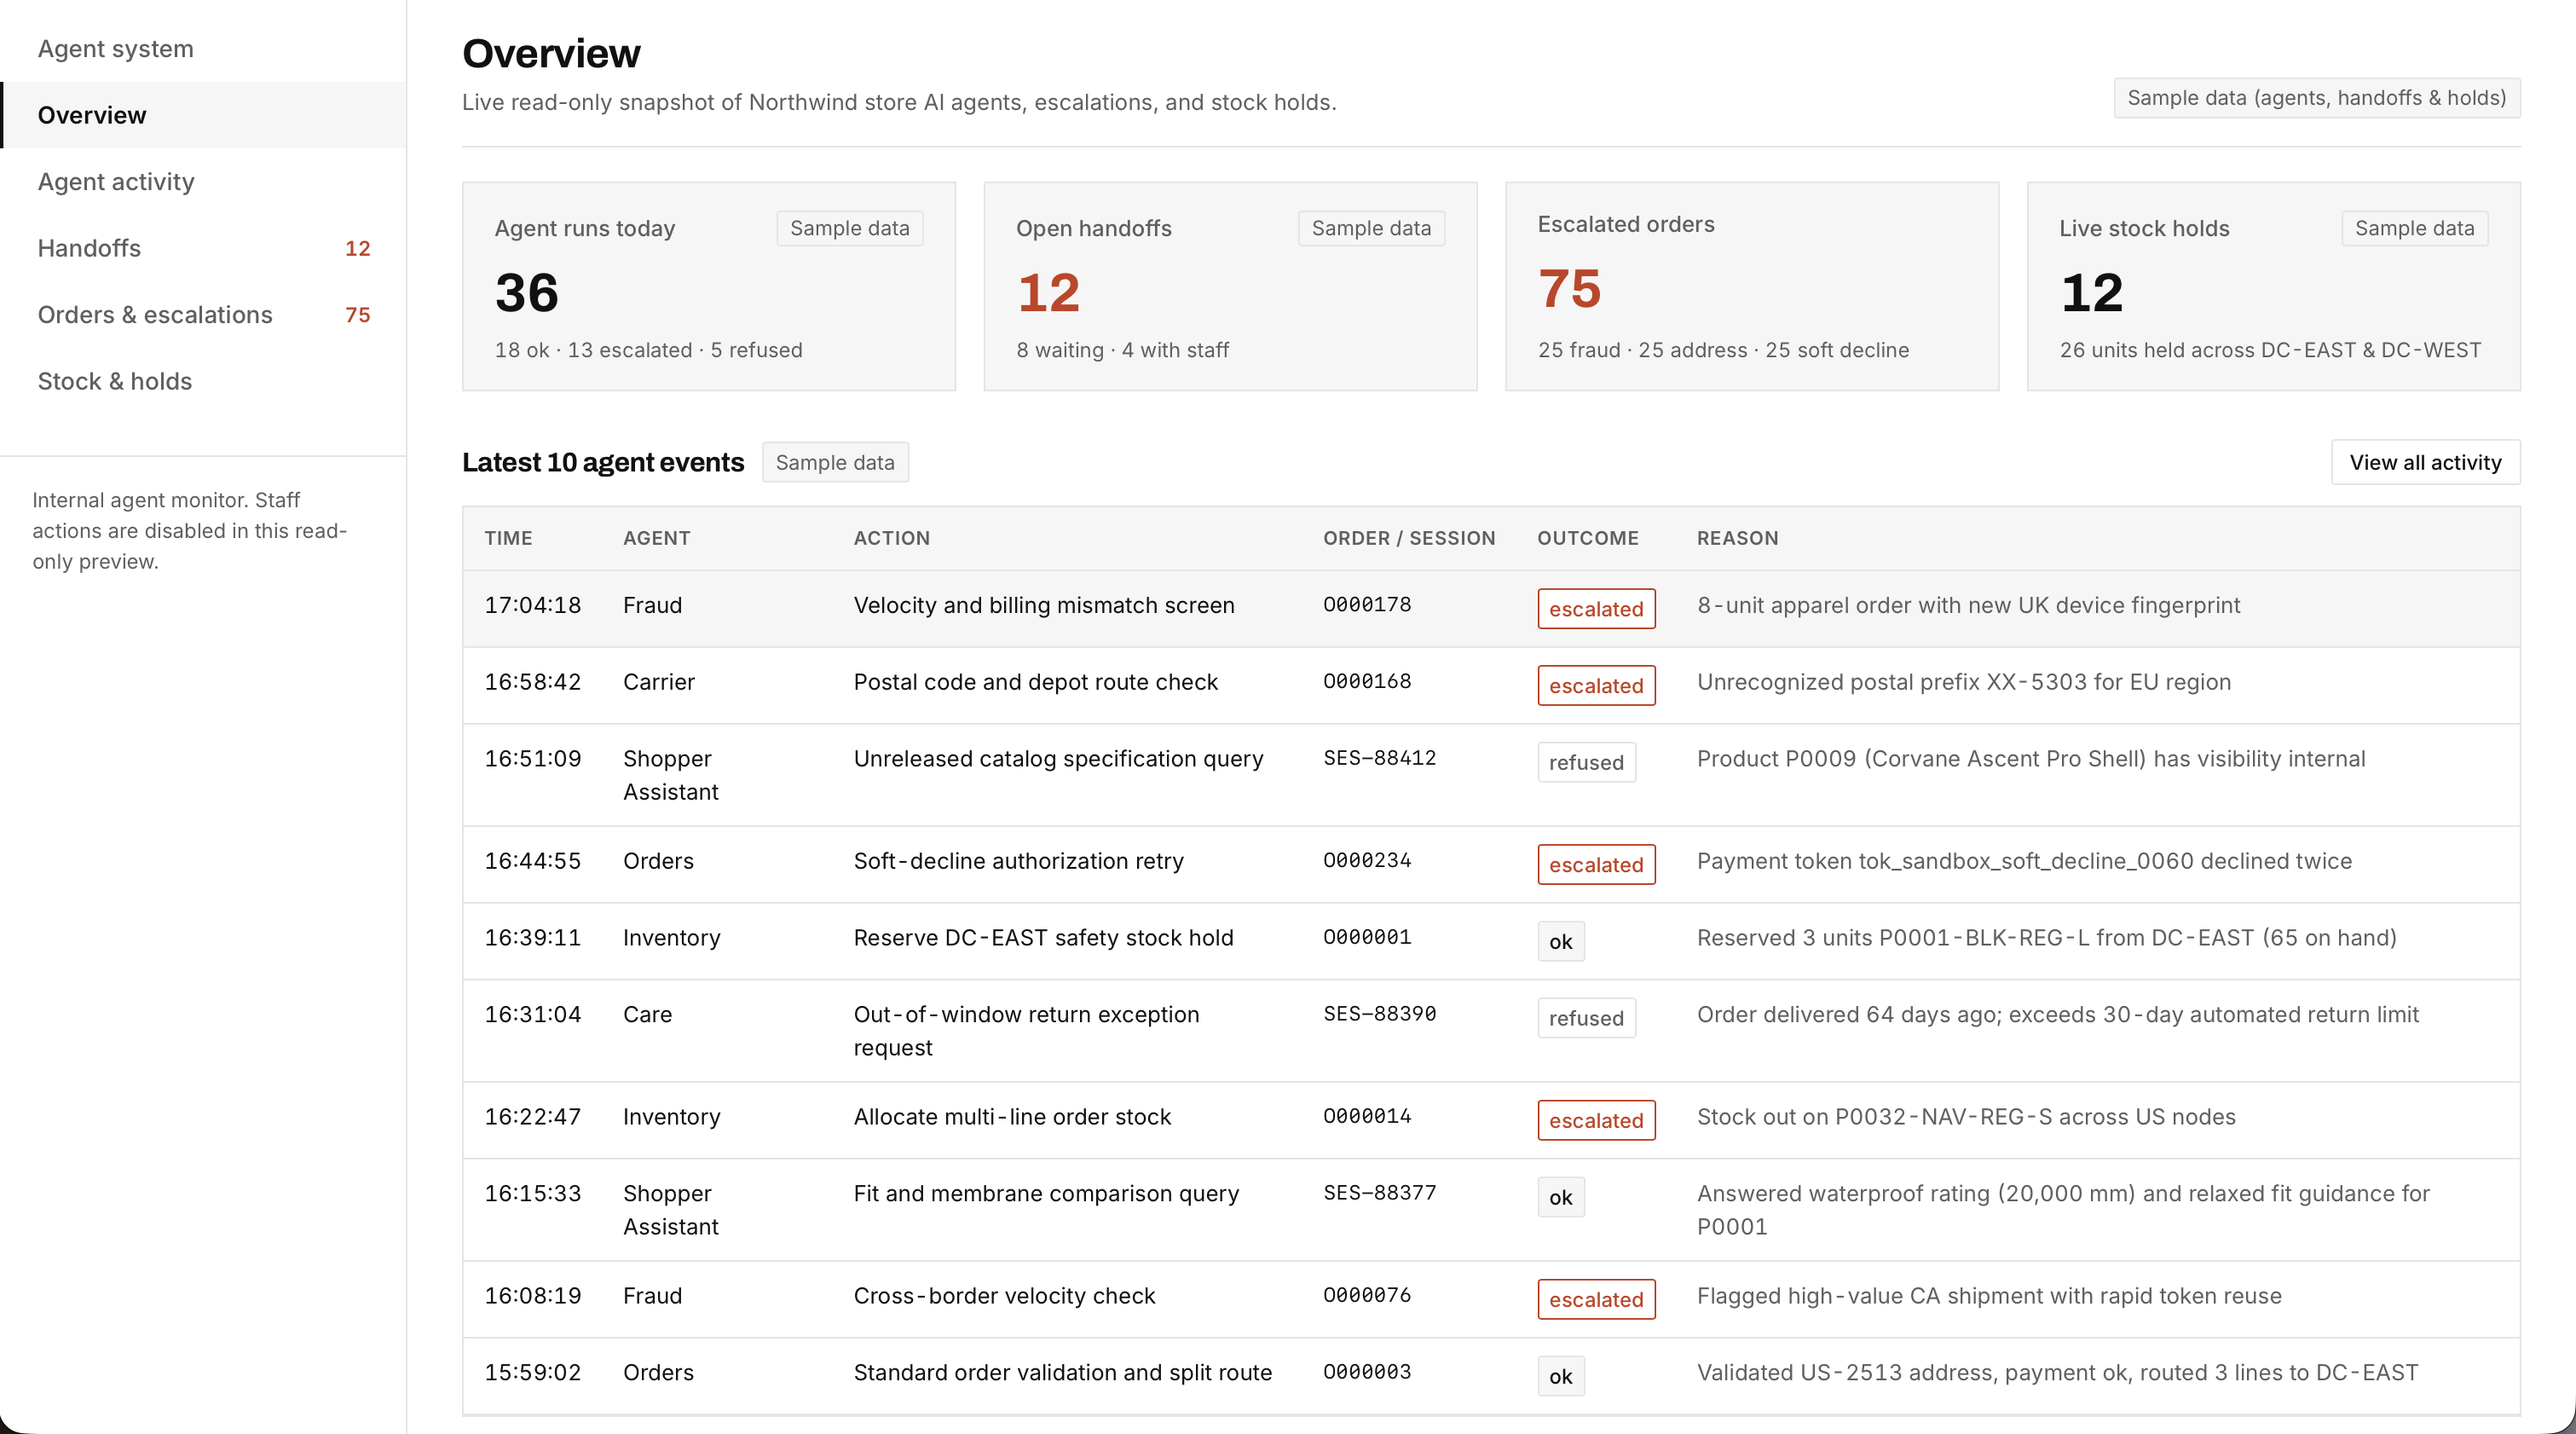 Agent system
Overview
Agent activity
Handoffs 12
Orders & escalations 75
Stock & holds
Internal agent monitor. Staff
actions are disabled in this read-
only preview.
Overview
Live read-only snapshot of Northwind store AI agents, escalations, and stock holds.
Sample data (agents, handoffs & holds)
Agent runs today Sample data
36
18 ok · 13 escalated · 5 refused
Open handoffs Sample data
12
8 waiting · 4 with staff
Escalated orders
75
25 fraud · 25 address · 25 soft decline
Live stock holds Sample data
12
26 units held across DC-EAST & DC-WEST
Latest 10 agent events Sample data View all activity
TIME AGENT ACTION ORDER / SESSION OUTCOME REASON
17:04:18 Fraud Velocity and billing mismatch screen O000178 escalated 8-unit apparel order with new UK device fingerprint
16:58:42 Carrier Postal code and depot route check O000168 escalated Unrecognized postal prefix XX-5303 for EU region
16:51:09 Shopper Unreleased catalog specification query SES-88412 refused Product P0009 (Corvane Ascent Pro Shell) has visibility internal
Assistant
16:44:55 Orders Soft-decline authorization retry O000234 escalated Payment token tok_sandbox_soft_decline_0060 declined twice
16:39:11 Inventory Reserve DC-EAST safety stock hold O000001 ok Reserved 3 units P0001-BLK-REG-L from DC-EAST (65 on hand)
16:31:04 Care Out-of-window return exception SES-88390 refused Order delivered 64 days ago; exceeds 30-day automated return limit
request
16:22:47 Inventory Allocate multi-line order stock O000014 escalated Stock out on P0032-NAV-REG-S across US nodes
16:15:33 Shopper Fit and membrane comparison query SES-88377 ok Answered waterproof rating (20,000 mm) and relaxed fit guidance for
Assistant P0001
16:08:19 Fraud Cross-border velocity check O000076 escalated Flagged high-value CA shipment with rapid token reuse
15:59:02 Orders Standard order validation and split route O000003 ok Validated US-2513 address, payment ok, routed 3 lines to DC-EAST